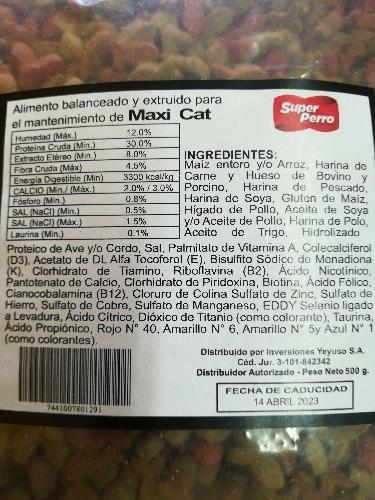 Alimento balanceado y extruido para
el mantenimiento de Maxi Cat
Super
Perro
Humedad (Máx.) 12.0%
Proteína Cruda (Min.) 30.0%
Extracto Etéreo (Min.) 8.0%
Fibra Cruda (Máx) 4.5%
Energía Digestible (Min) 3300 kcal/kg
CALCIO (Min./ (Máx.) 2.0% / 3.0%
Fósforo (Min.) 0.8%
SAL (NaCl) (Min.) 0.5%
SAL (NaCl) (Máx.) 1.5%
Laurina (Min.) 0.1%
INGREDIENTES:
Maíz entero y/o Arroz, Harina de
Carne y Hueso de Bovino y
Porcino, Harina de Pescado,
Harina de Soya, Gluten de Maíz,
Hígado de Pollo, Aceite de Soya
y/o Aceite de Pollo, Harina de Polo,
Aceite de Trigo, Hidrolizado
Proteico de Ave y/o Cerdo, Sal, Palmitato de Vitamina A, Colecalciferol
(D3), Acetato de DL Alfa Tocoferol (E), Bisulfito Sódico de Menadiona
(K), Clorhidrato de Tiamino, Riboflavina (B2), Ácido Nicotínico,
Pantotenato de Calcio, Clorhidrato de Piridoxina, Biotina, Ácido Fólico,
Cianocobalamina (B12), Cloruro de Colina Sulfato de Zinc, Sulfato de
Hierro, Sulfato de Cobre, Sulfato de Manganeso, EDDY Selenio ligado
a Levadura, Ácido Cítrico, Dióxico de Titanio (como colorante), Taurina,
Ácido Propiónico, Rojo N° 40, Amarillo N° 6, Amarillo N° 5y Azul N° 1
(como colorantes).
Distribuido por Inversiones Yeyuso S.A.
Céd. Jur. 3-101-842342
Distribuidor Autorizado - Peso Neto 500 g.
FECHA DE CADUCIDAD
14 ABRIL 2023
7441007801291